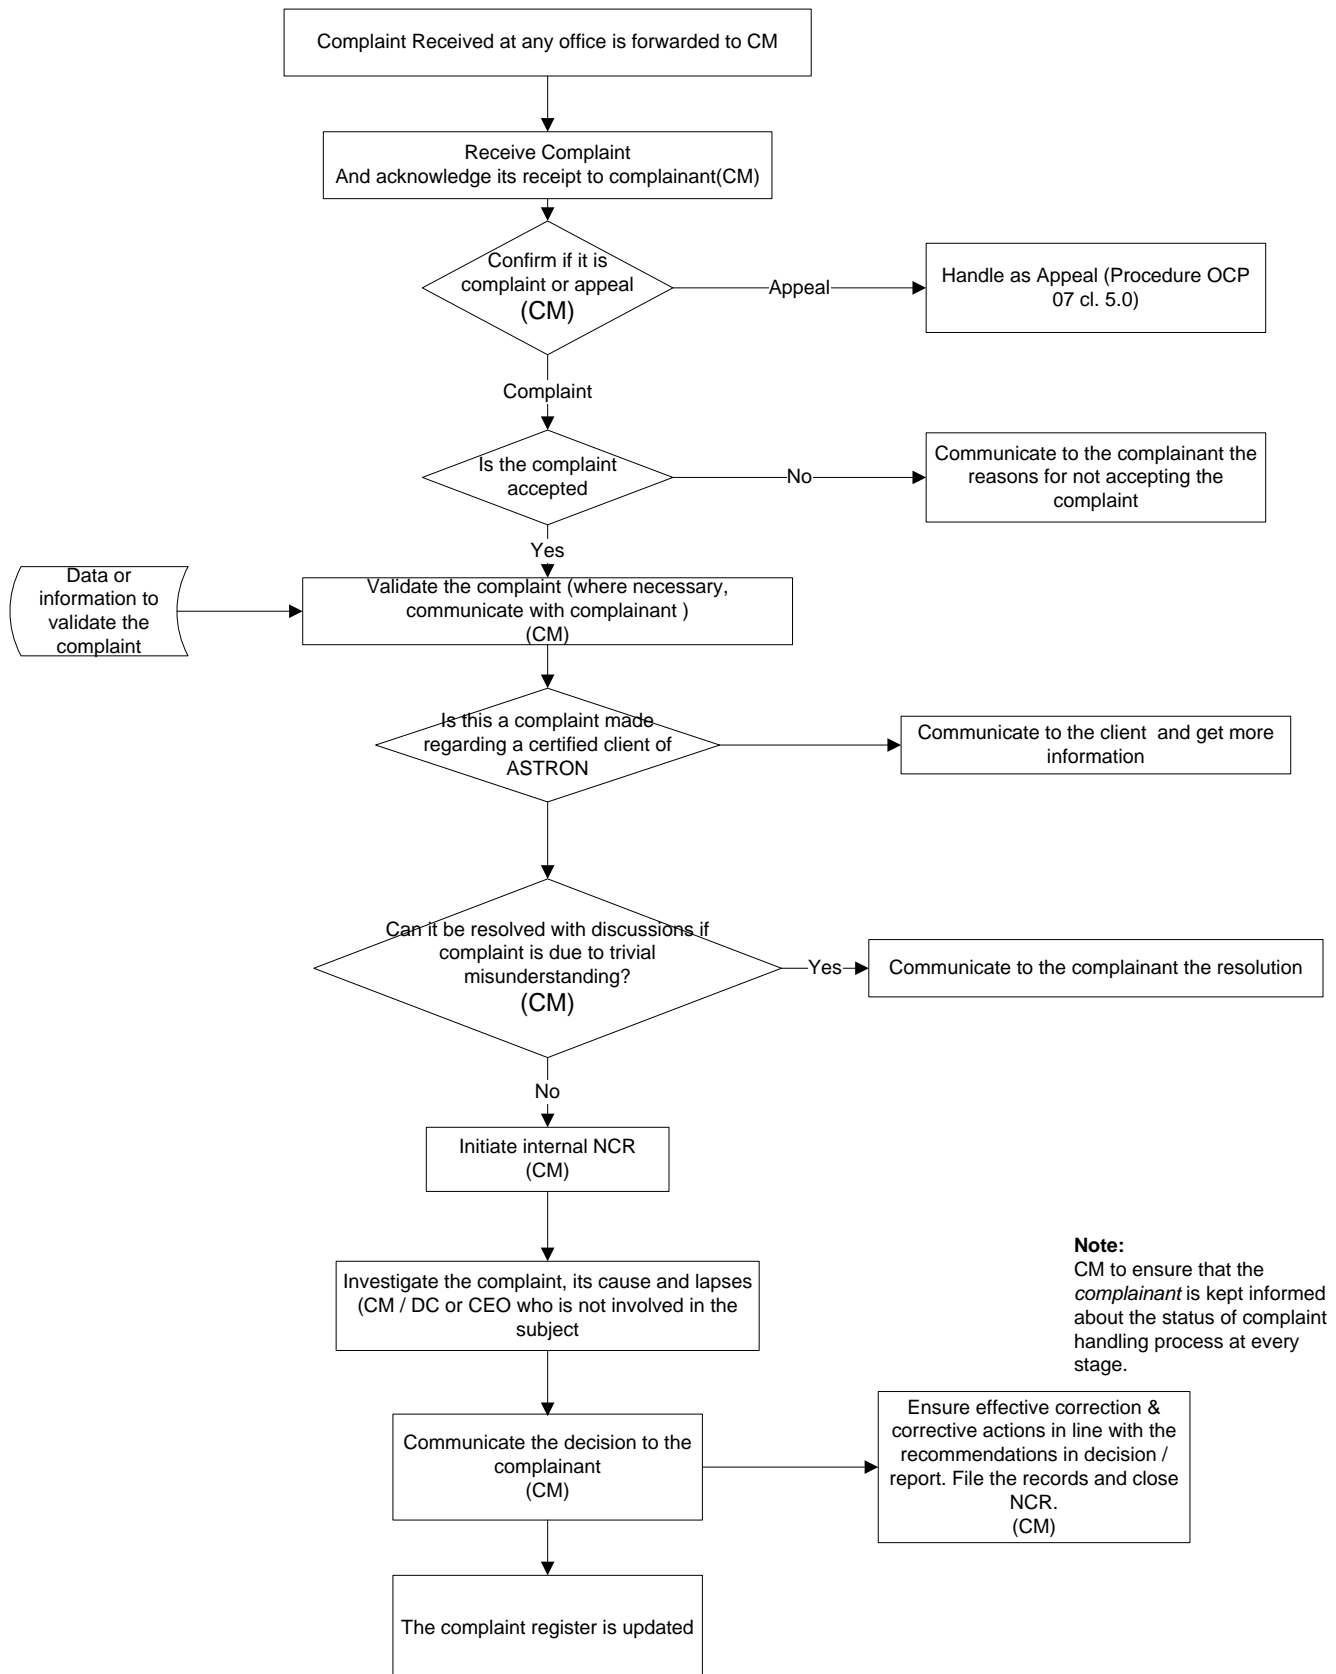 Complaint Received at any office is forwarded to CM
Receive Complaint
And acknowledge its receipt to complainant(CM)
Confirm if it is
complaint or appeal
(CM)
Appeal
Handle as Appeal (Procedure OCP
07 cl. 5.0)
Complaint
Is the complaint
accepted
No
Communicate to the complainant the
reasons for not accepting the
complaint
Yes
Data or
information to
validate the
complaint
Validate the complaint (where necessary,
communicate with complainant )
(CM)
Is this a complaint made
regarding a certified client of
ASTRON
Communicate to the client  and get more
information
Can it be resolved with discussions if
complaint is due to trivial
misunderstanding?
(CM)
Yes
Communicate to the complainant the resolution
No
Initiate internal NCR
(CM)
Investigate the complaint, its cause and lapses
(CM / DC or CEO who is not involved in the
subject
Note:
CM to ensure that the
complainant is kept informed
about the status of complaint
handling process at every
stage.
Communicate the decision to the
complainant
(CM)
Ensure effective correction &
corrective actions in line with the
recommendations in decision /
report. File the records and close
NCR.
(CM)
The complaint register is updated